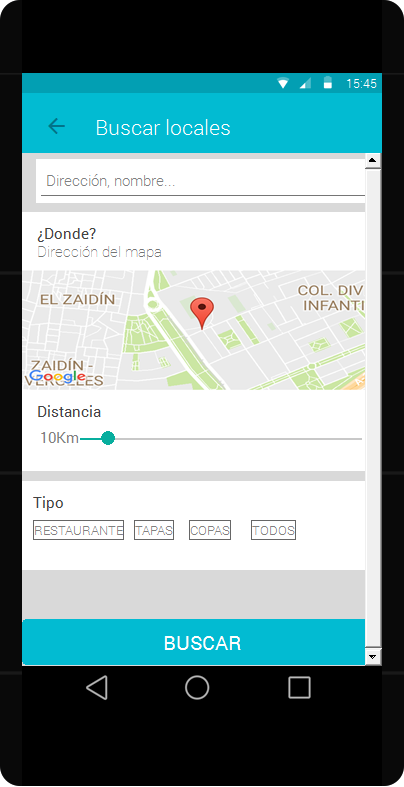 15:45
Buscar locales
Dirección, nombre...
¿Donde?
Dirección del mapa
EL ZAIDÍN
COL. DIV
INFANTI
ZAIDÍN -
VERGELES
Google
Distancia
10Km
Tipo
RESTAURANTE TAPAS COPAS TODOS
BUSCAR